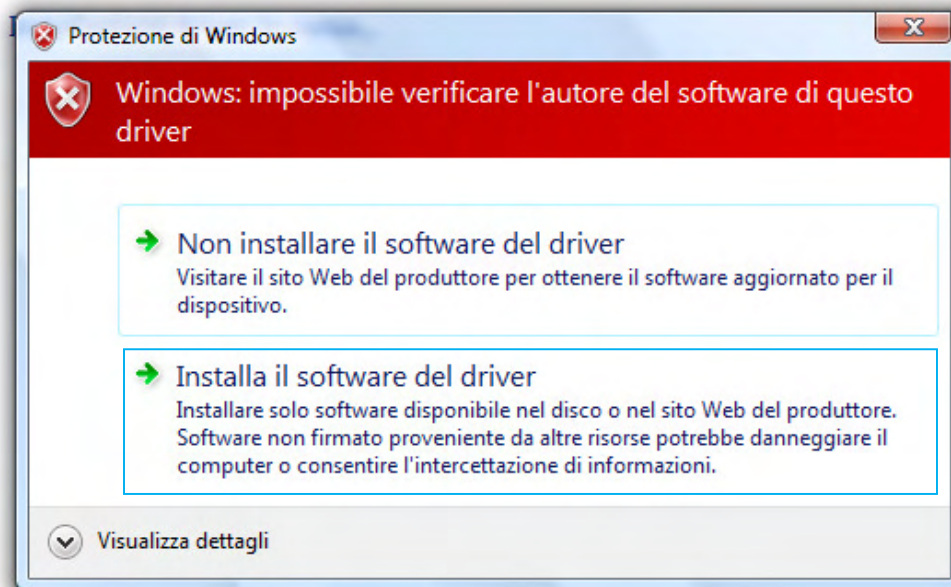 Protezione di Windows
Windows: impossibile verificare l'autore del software di questo
driver
Non installare il software del driver
Visitare il sito Web del produttore per ottenere il software aggiornato per il
dispositivo.
Installa il software del driver
Installare solo software disponibile nel disco o nel sito Web del produttore.
Software non firmato proveniente da altre risorse potrebbe danneggiare il
computer o consentire l'intercettazione di informazioni.
Visualizza dettagli